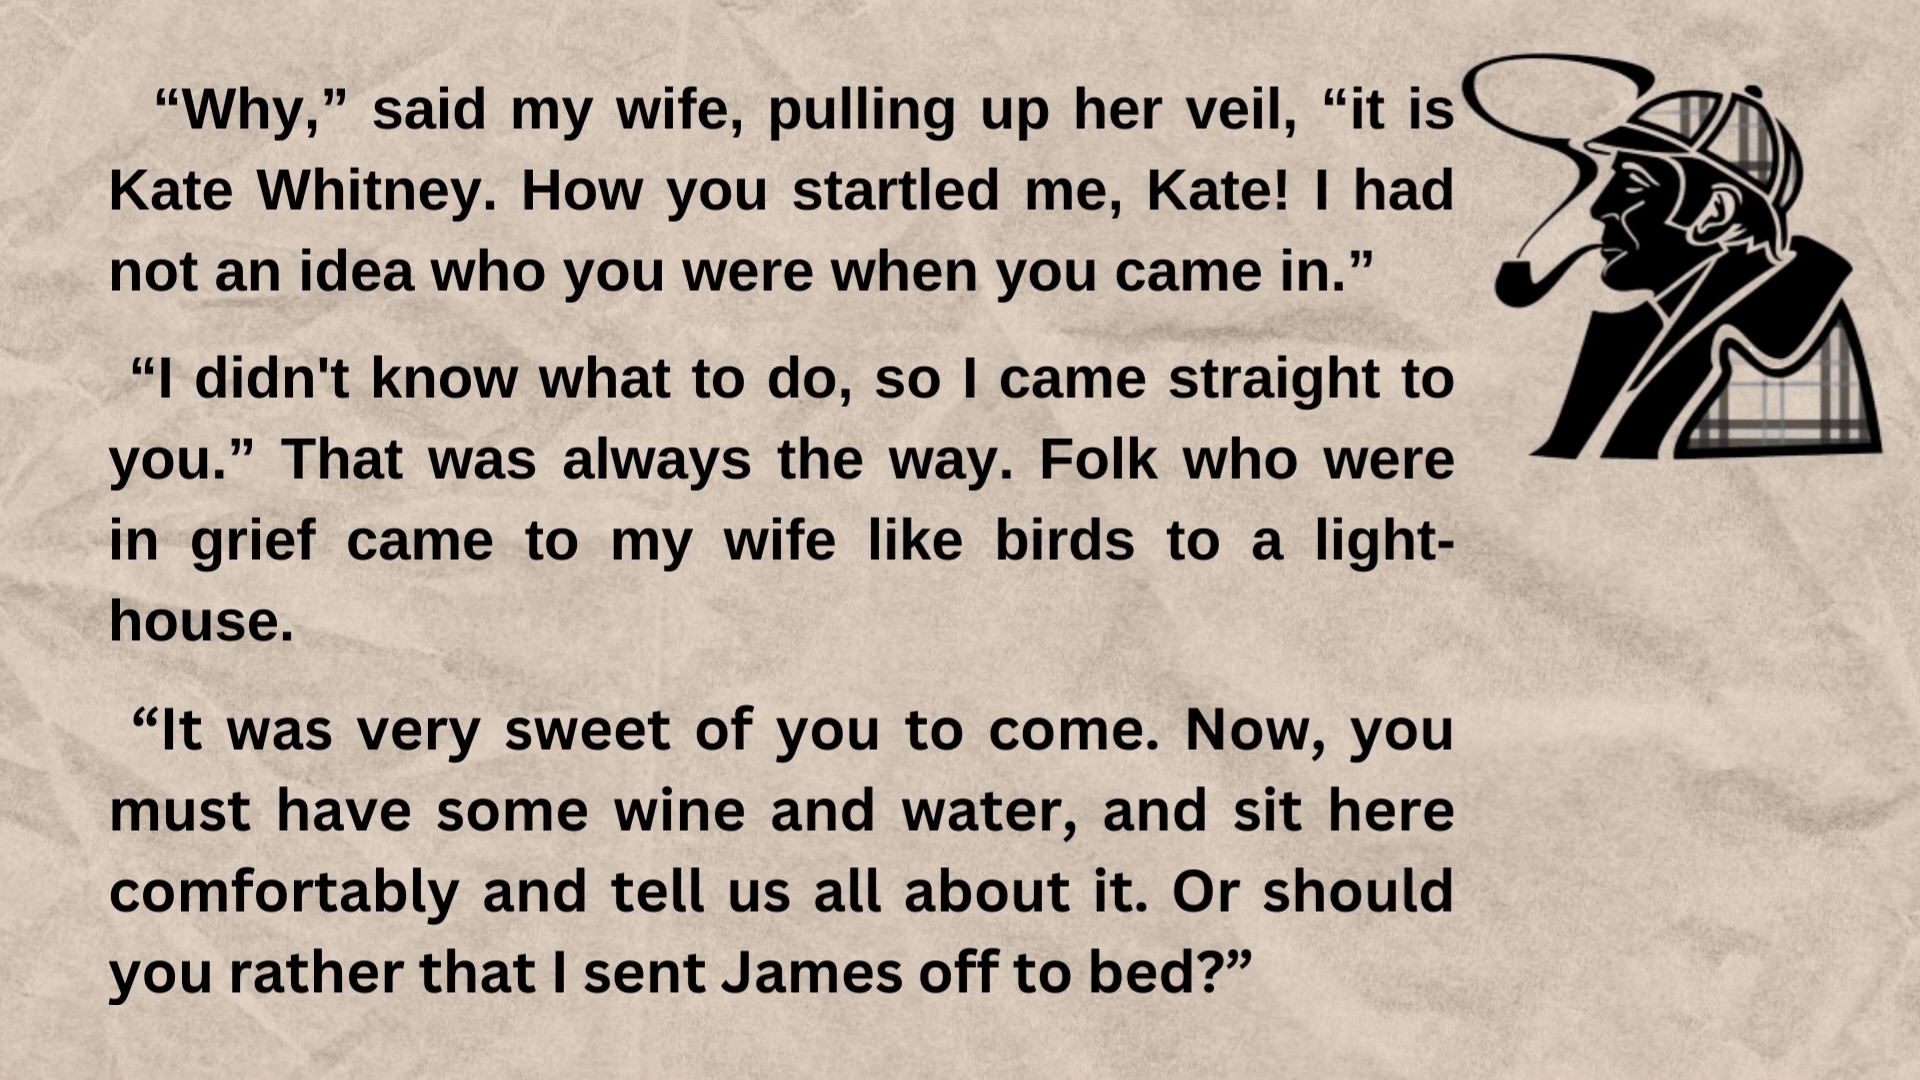 “Why,” said my wife, pulling up her veil, “it is
Kate Whitney. How you startled me, Kate! I had
not an idea who you were when you came in.”
“I didn't know what to do, so I came straight to
you.” That was always the way. Folk who were
in grief came to my wife like birds to a light-
house.
“It was very sweet of you to come. Now, you
must have some wine and water, and sit here
comfortably and tell us all about it. Or should
you rather that I sent James off to bed?”